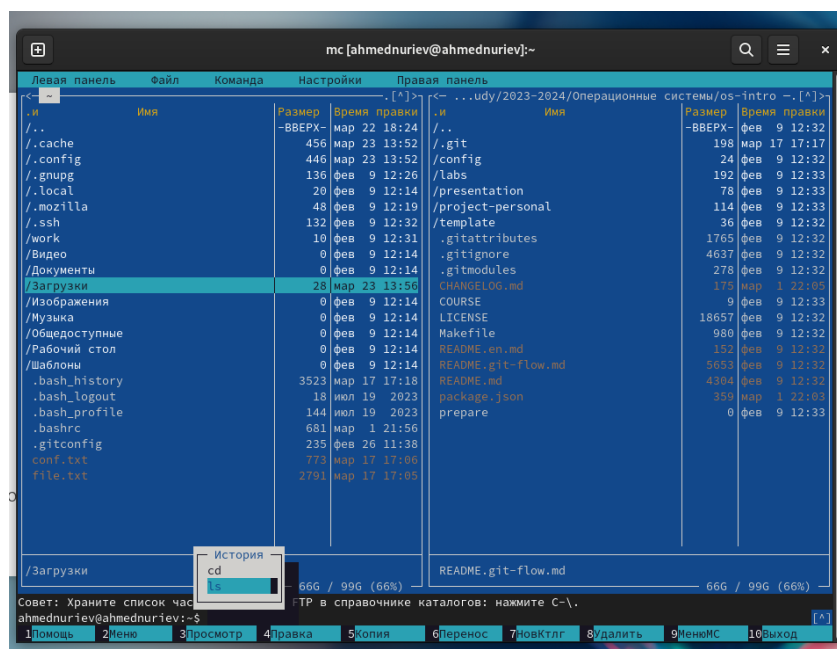 mc [ahmednuriev@ahmednuriev]:~
Левая панель Файл Команда Настройки Правая панель
<— ~ .[^]>
.и Имя Размер Время правки
/.. -ВВЕРХ- мар 22 18:24
/.cache 456 мар 23 13:52
/.config 446 мар 23 13:52
/.gnupg 136 фев 9 12:26
/.local 20 фев 9 12:14
/.mozilla 48 фев 9 12:19
/.ssh 132 фев 9 12:32
/work 10 фев 9 12:31
/Видео 0 фев 9 12:14
/Документы 0 фев 9 12:14
/Загрузки 28 мар 23 13:56
/Изображения 0 фев 9 12:14
/Музыка 0 фев 9 12:14
/Общедоступные 0 фев 9 12:14
/Рабочий стол 0 фев 9 12:14
/Шаблоны 0 фев 9 12:14
.bash_history 3523 мар 17 17:18
.bash_logout 18 июл 19 2023
.bash_profile 144 июл 19 2023
.bashrc 681 мар 1 21:56
.gitconfig 235 фев 26 11:38
conf.txt 773 мар 17 17:06
file.txt 2791 мар 17 17:05
/Загрузки
66G / 99G (66%)
<— ...udy/2023-2024/Операционные системы/os-intro —.[^]>
.и Имя Размер Время правки
/.. -ВВЕРХ- фев 9 12:32
/.git 198 мар 17 17:17
/config 24 фев 9 12:32
/labs 192 фев 9 12:33
/presentation 78 фев 9 12:33
/project-personal 114 фев 9 12:33
/template 36 фев 9 12:32
.gitattributes 1765 фев 9 12:32
.gitignore 4637 фев 9 12:32
.gitmodules 278 фев 9 12:32
CHANGELOG.md 175 мар 1 22:05
COURSE 9 фев 9 12:33
LICENSE 18657 фев 9 12:32
Makefile 980 фев 9 12:32
README.en.md 152 фев 9 12:32
README.git-flow.md 5653 фев 9 12:32
README.md 4304 фев 9 12:32
package.json 359 мар 1 22:03
prepare 0 фев 9 12:33
README.git-flow.md
66G / 99G (66%)
История
cd
ls
Совет: Храните список час FTP в справочнике каталогов: нажмите C-\.
ahmednuriev@ahmednuriev:~$ [^]
1Помощь 2Меню 3Просмотр 4Правка 5Копия 6Перенос 7НовКтлг 8Удалить 9МенюMC 10Выход